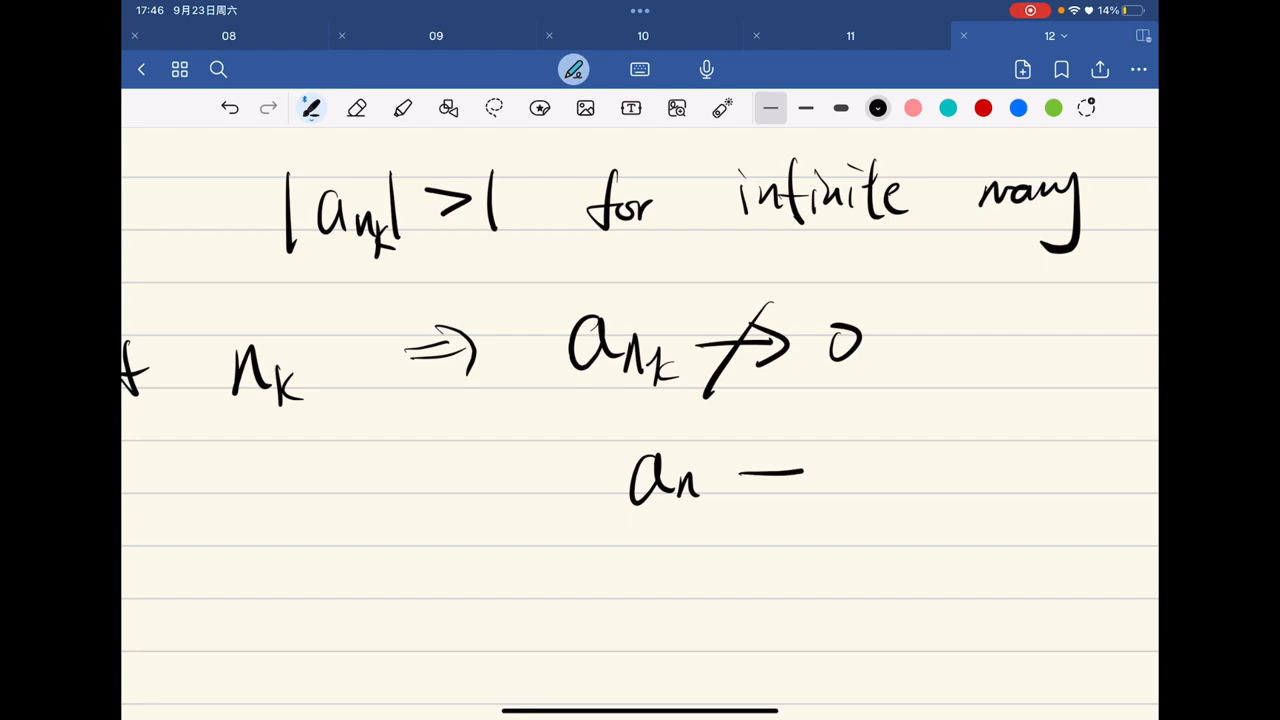 17:46 9月23日周六 14%
08 09 10 11 12
|a_{n_k}| > 1 for infinite many
n_k ⇒ a_{n_k} ↛ 0
a_n —